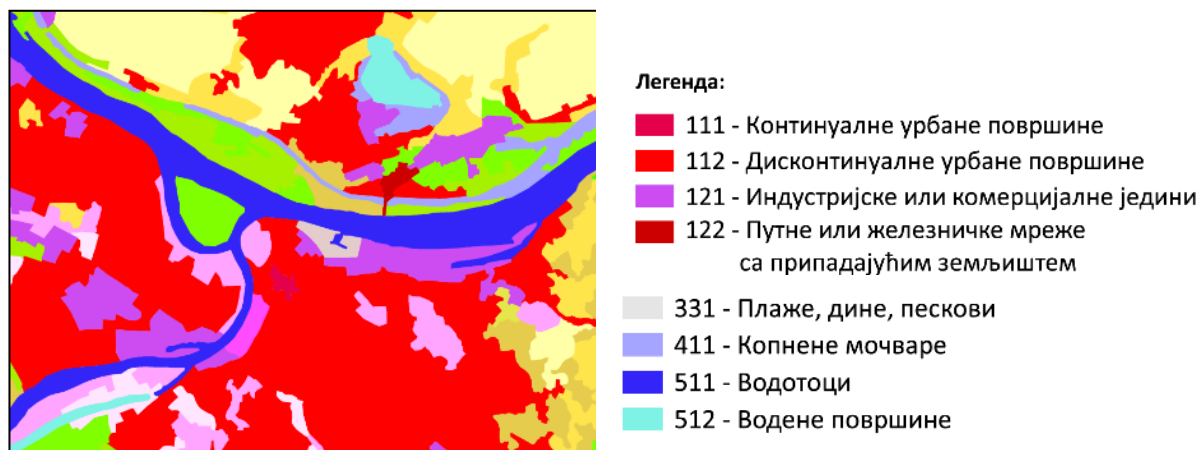 Легенда:
111 - Континуалне урбане површине
112 - Дисконтинуалне урбане површине
121 - Индустријске или комерцијалне једини
122 - Путне или железничке мреже
са припадајућим земљиштем
331 - Плаже, дине, пескови
411 - Копнене мочваре
511 - Водотоци
512 - Водене површине